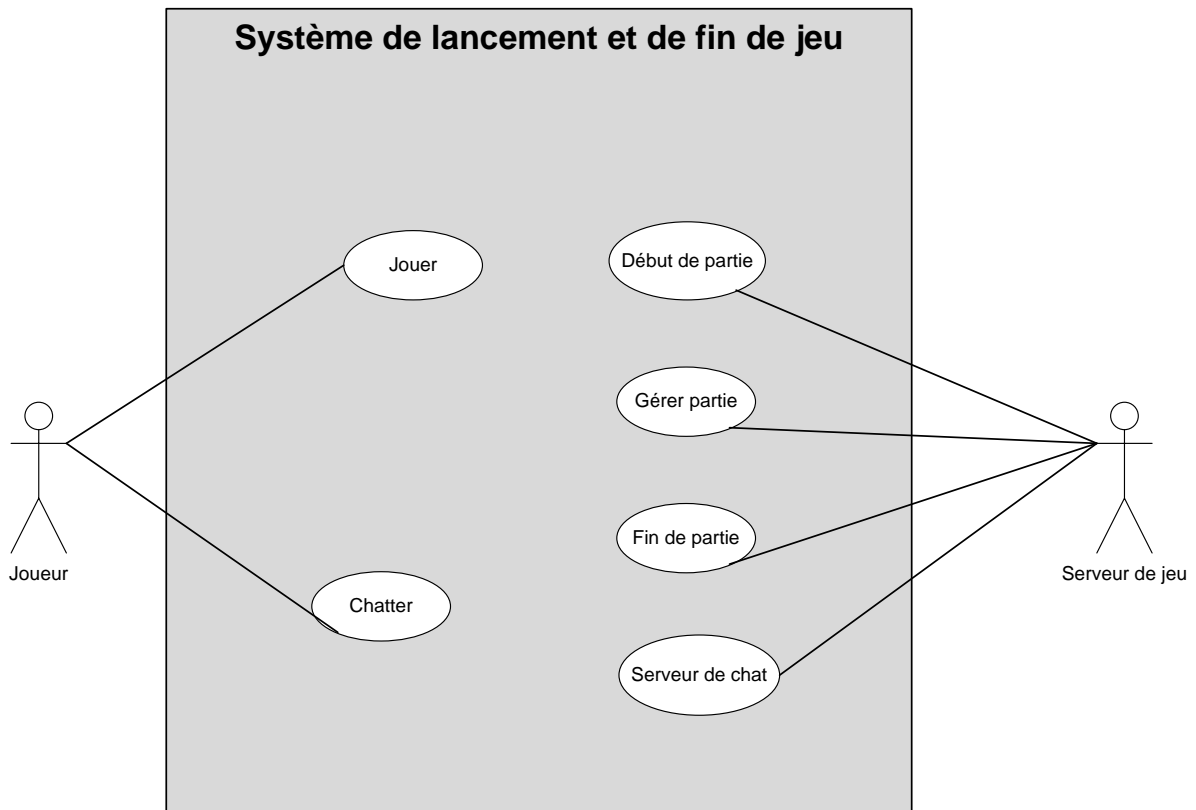 Système de lancement et de fin de jeu
Jouer
Début de partie
Gérer partie
Fin de partie
Joueur
Serveur de jeu
Chatter
Serveur de chat